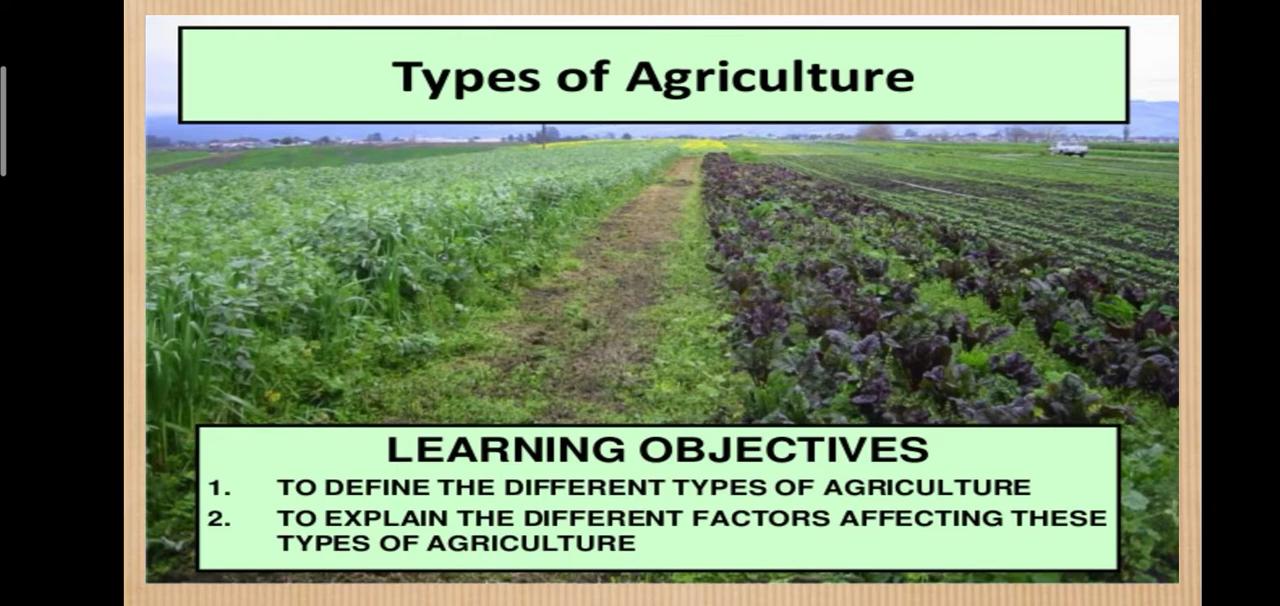 Types of Agriculture
LEARNING OBJECTIVES
1. TO DEFINE THE DIFFERENT TYPES OF AGRICULTURE
2. TO EXPLAIN THE DIFFERENT FACTORS AFFECTING THESE
TYPES OF AGRICULTURE